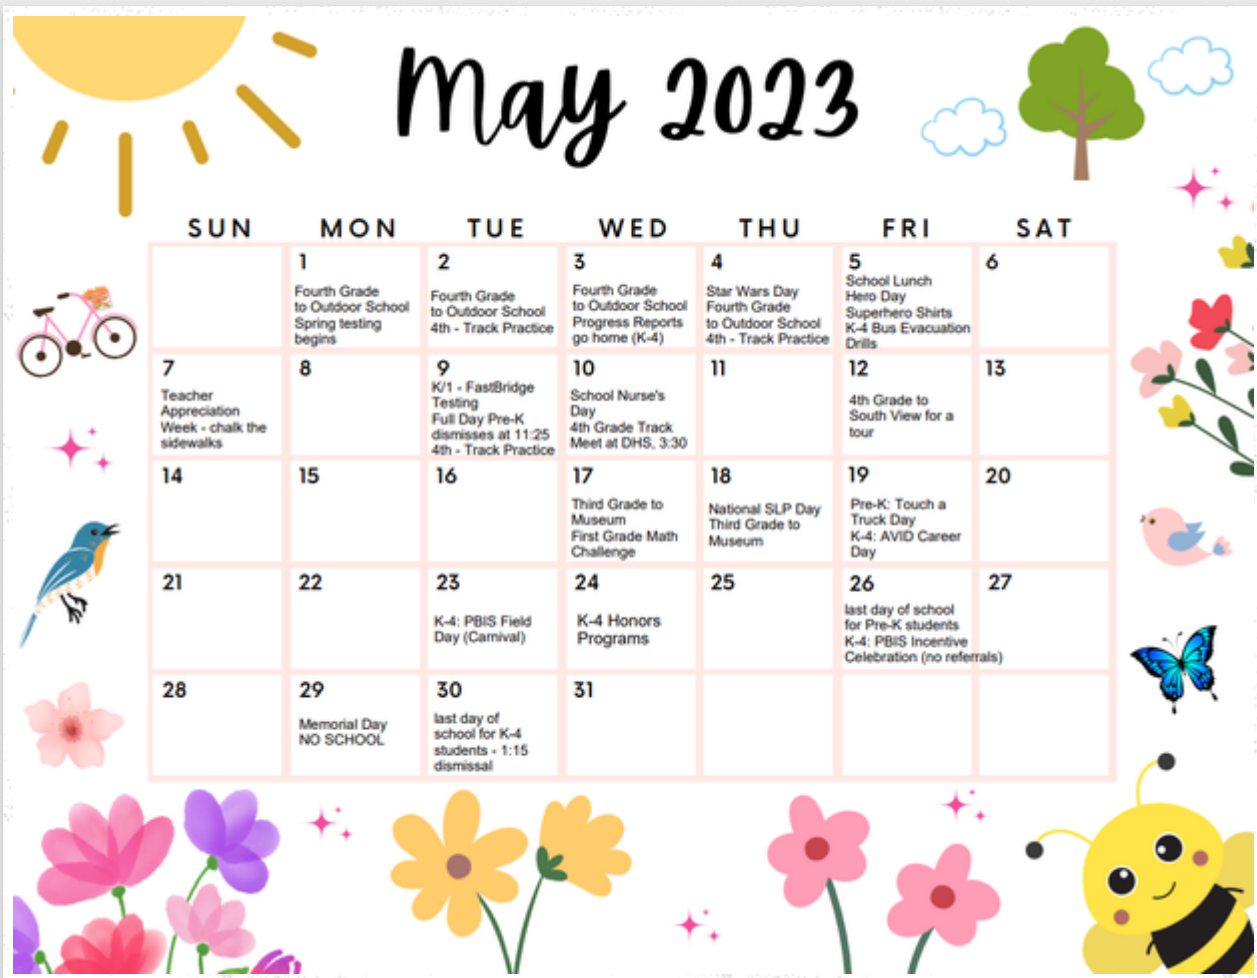 May 2023
SUN MON TUE WED THU FRI SAT
1
Fourth Grade
to Outdoor School
Spring testing
begins
2
Fourth Grade
to Outdoor School
4th - Track Practice
3
Fourth Grade
to Outdoor School
Progress Reports
go home (K-4)
4
Star Wars Day
Fourth Grade
to Outdoor School
4th - Track Practice
5
School Lunch
Hero Day
Superhero Shirts
K-4 Bus Evacuation
Drills
6
7
Teacher
Appreciation
Week - chalk the
sidewalks
8
9
K/1 - FastBridge
Testing
Full Day Pre-K
dismisses at 11:25
4th - Track Practice
10
School Nurse's
Day
4th Grade Track
Meet at DHS, 3:30
11
12
4th Grade to
South View for a
tour
13
14
15
16
17
Third Grade to
Museum
First Grade Math
Challenge
18
National SLP Day
Third Grade to
Museum
19
Pre-K: Touch a
Truck Day
K-4: AVID Career
Day
20
21
22
23
K-4: PBIS Field
Day (Carnival)
24
K-4 Honors
Programs
25
26
last day of school
for Pre-K students
K-4: PBIS Incentive
Celebration (no referrals)
27
28
29
Memorial Day
NO SCHOOL
30
last day of
school for K-4
students - 1:15
dismissal
31